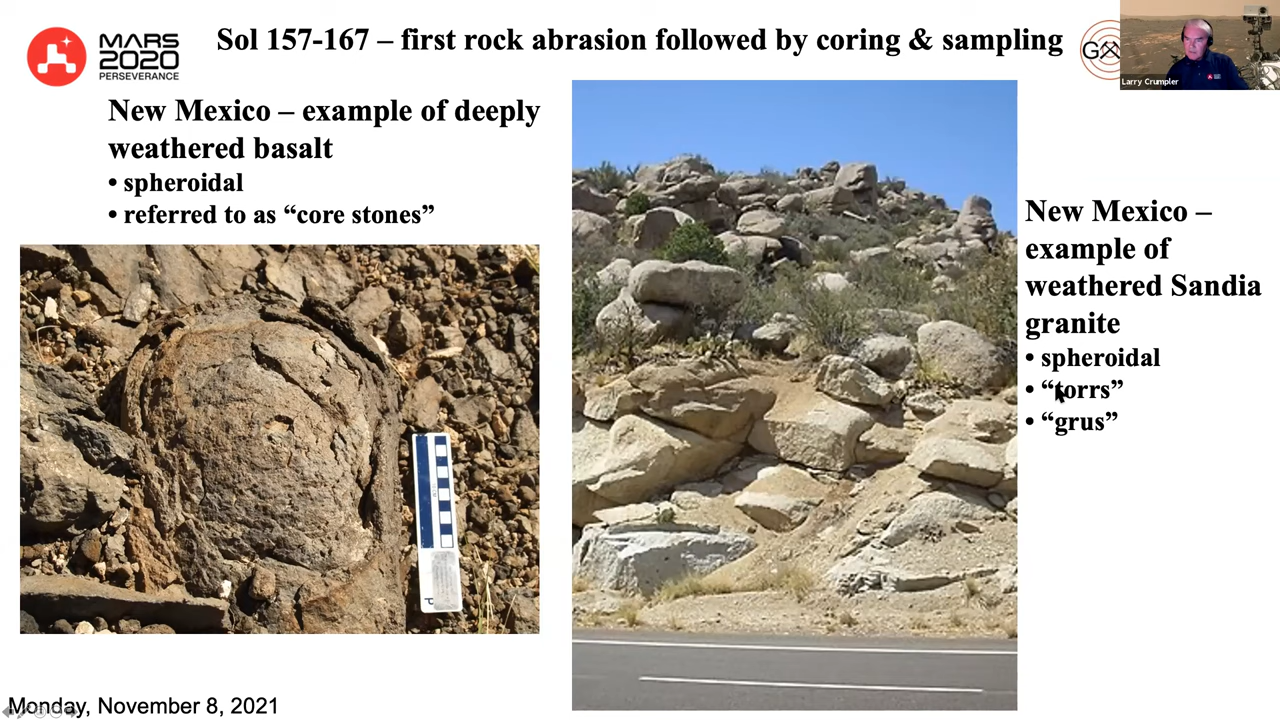 MARS
2020
PERSEVERANCE
Sol 157-167 – first rock abrasion followed by coring & sampling
G
Larry Crumpler
New Mexico – example of deeply
weathered basalt
• spheroidal
• referred to as “core stones”
New Mexico –
example of
weathered Sandia
granite
• spheroidal
• “torrs”
• “grus”
Monday, November 8, 2021